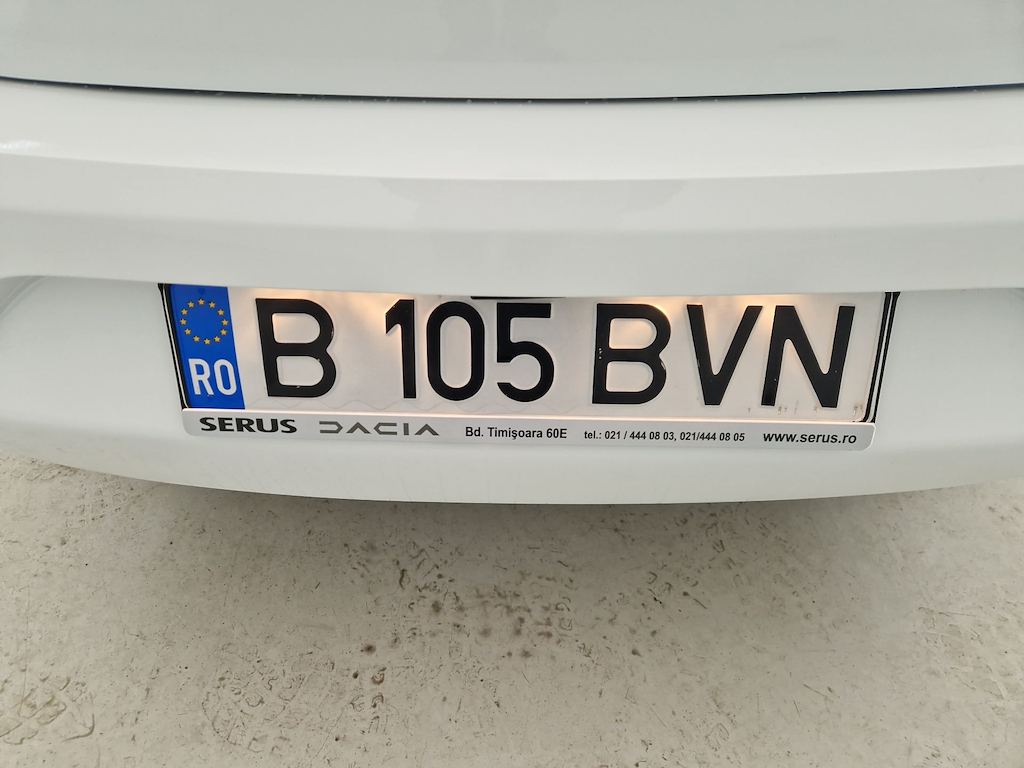 RO B 105 BVN
SERUS DACIA Bd. Timișoara 60E tel.: 021 / 444 08 03, 021/444 08 05 www.serus.ro